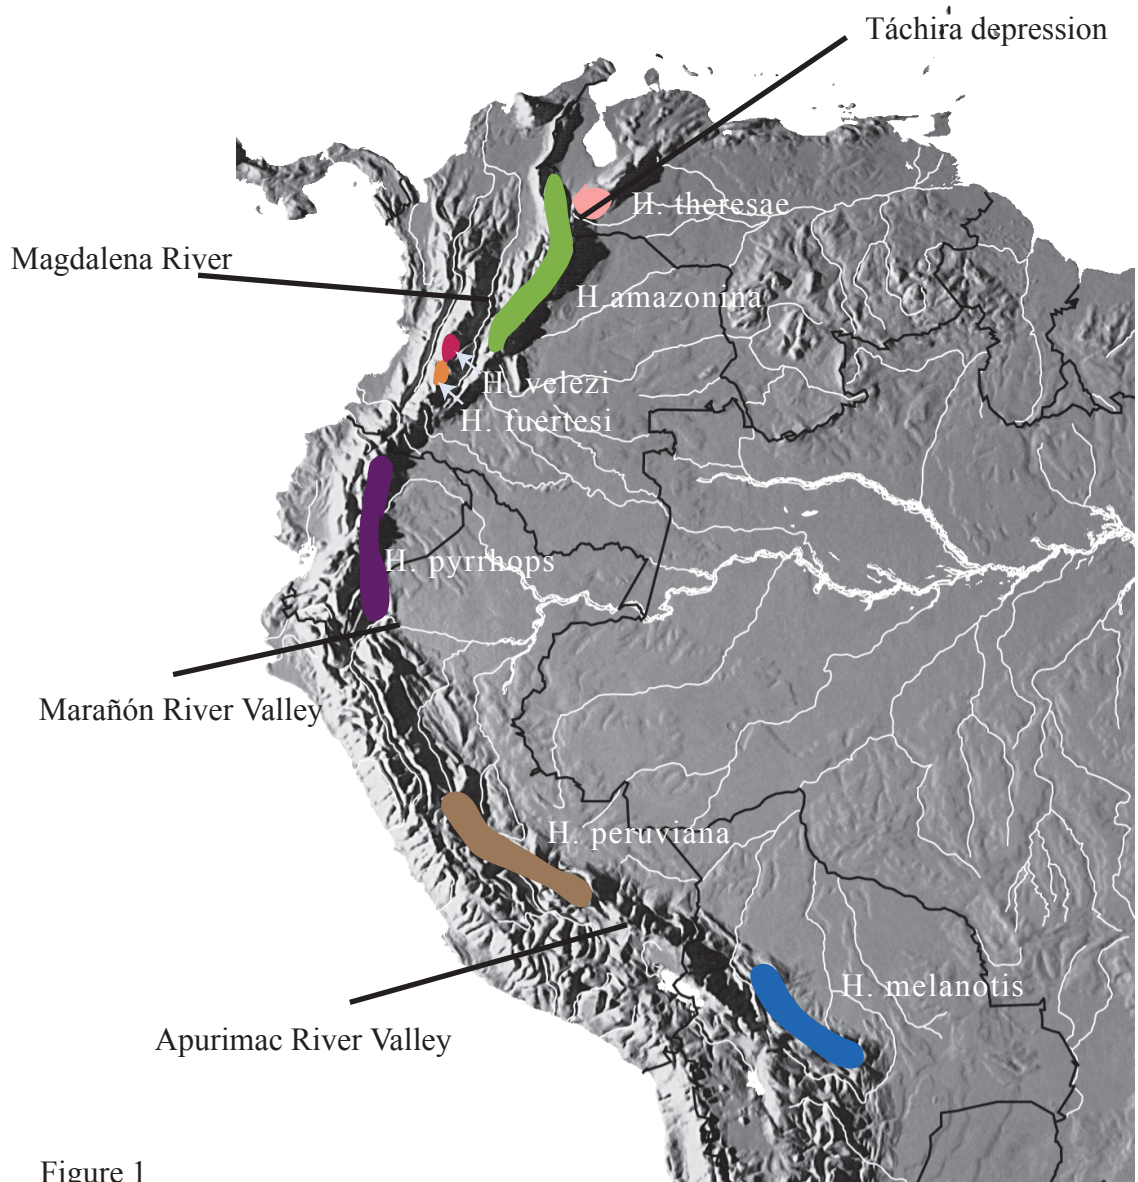 Táchira depression
H. theresae
Magdalena River
H.amazonina
H. velezi
H. fuertesi
H. pyrrhops
Marañón River Valley
H. peruviana
H. melanotis
Apurimac River Valley
Figure 1